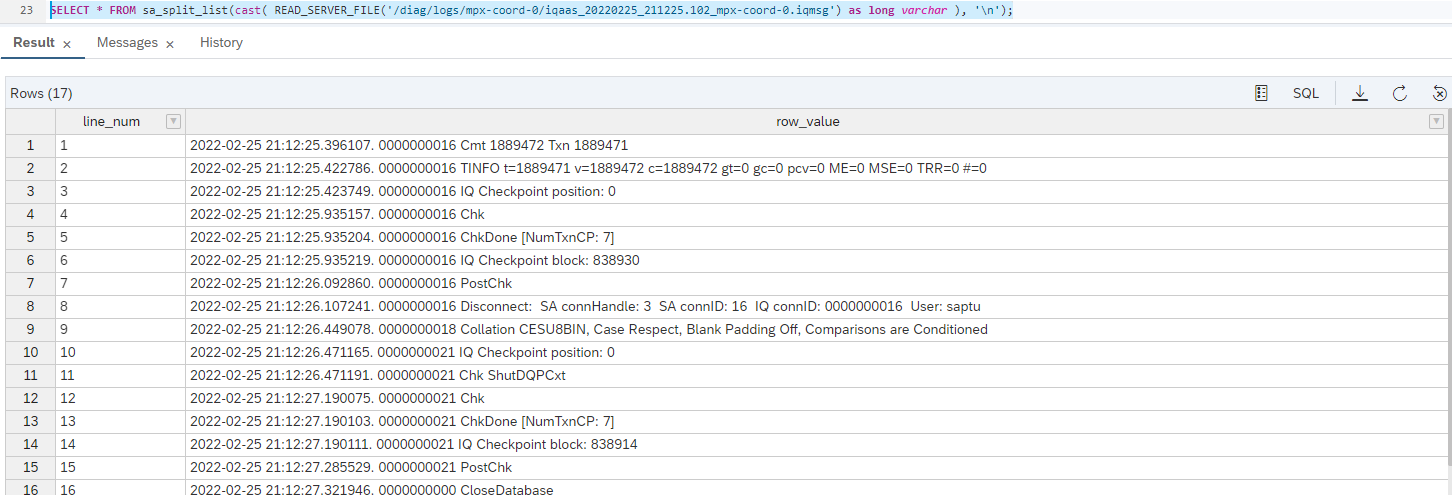 23 SELECT * FROM sa_split_list(cast( READ_SERVER_FILE('/diag/logs/mpx-coord-0/iqaas_20220225_211225.102_mpx-coord-0.iqmsg') as long varchar ), '\n');
Result × Messages × History
Rows (17) SQL
line_num row_value
1 1 2022-02-25 21:12:25.396107. 0000000016 Cmt 1889472 Txn 1889471
2 2 2022-02-25 21:12:25.422786. 0000000016 TINFO t=1889471 v=1889472 c=1889472 gt=0 gc=0 pcv=0 ME=0 MSE=0 TRR=0 #=0
3 3 2022-02-25 21:12:25.423749. 0000000016 IQ Checkpoint position: 0
4 4 2022-02-25 21:12:25.935157. 0000000016 Chk
5 5 2022-02-25 21:12:25.935204. 0000000016 ChkDone [NumTxnCP: 7]
6 6 2022-02-25 21:12:25.935219. 0000000016 IQ Checkpoint block: 838930
7 7 2022-02-25 21:12:26.092860. 0000000016 PostChk
8 8 2022-02-25 21:12:26.107241. 0000000016 Disconnect:  SA connHandle: 3  SA connID: 16  IQ connID: 0000000016  User: saptu
9 9 2022-02-25 21:12:26.449078. 0000000018 Collation CESU8BIN, Case Respect, Blank Padding Off, Comparisons are Conditioned
10 10 2022-02-25 21:12:26.471165. 0000000021 IQ Checkpoint position: 0
11 11 2022-02-25 21:12:26.471191. 0000000021 Chk ShutDQPCxt
12 12 2022-02-25 21:12:27.190075. 0000000021 Chk
13 13 2022-02-25 21:12:27.190103. 0000000021 ChkDone [NumTxnCP: 7]
14 14 2022-02-25 21:12:27.190111. 0000000021 IQ Checkpoint block: 838914
15 15 2022-02-25 21:12:27.285529. 0000000021 PostChk
16 16 2022-02-25 21:12:27.321946. 0000000000 CloseDatabase